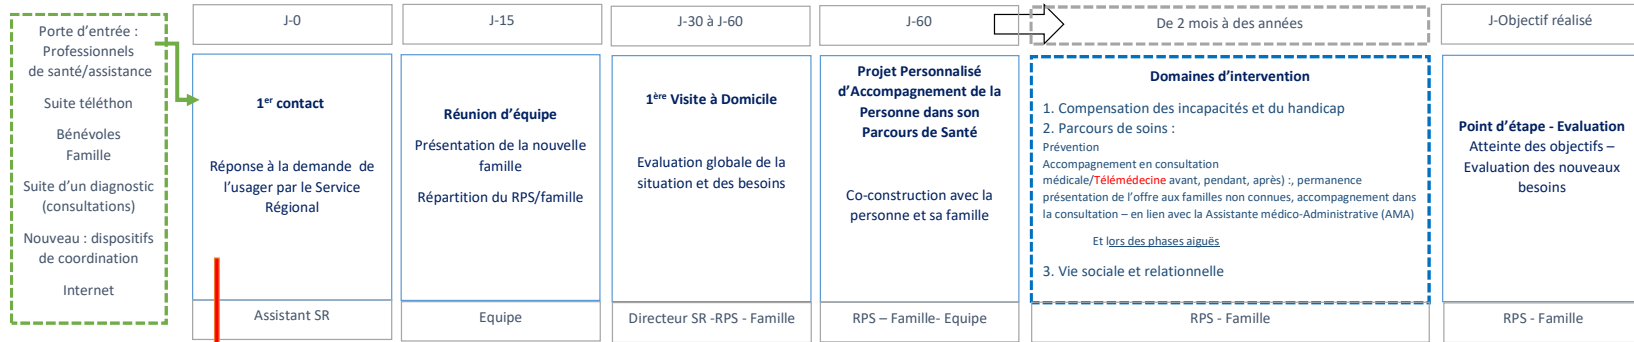 Porte d'entrée :
Professionnels
de santé/assistance
Suite téléthon
Bénévoles
Famille
Suite d'un diagnostic
(consultations)
Nouveau : dispositifs
de coordination
Internet
J-0
1er contact
Réponse à la demande de
l'usager par le Service
Régional
Assistant SR
J-15
Réunion d'équipe
Présentation de la nouvelle
famille
Répartition du RPS/famille
Equipe
J-30 à J-60
1ère Visite à Domicile
Evaluation globale de la
situation et des besoins
Directeur SR -RPS - Famille
J-60
Projet Personnalisé
d'Accompagnement de la
Personne dans son
Parcours de Santé
Co-construction avec la
personne et sa famille
RPS – Famille- Equipe
De 2 mois à des années
Domaines d'intervention
1. Compensation des incapacités et du handicap
2. Parcours de soins :
Prévention
Accompagnement en consultation
médicale/Télémédecine avant, pendant, après) :, permanence
présentation de l'offre aux familles non connues, accompagnement dans
la consultation – en lien avec la Assistante médico-Administrative (AMA)
Et lors des phases aiguës
3. Vie sociale et relationnelle
RPS - Famille
J-Objectif réalisé
Point d'étape - Evaluation
Atteinte des objectifs –
Evaluation des nouveaux
besoins
RPS - Famille